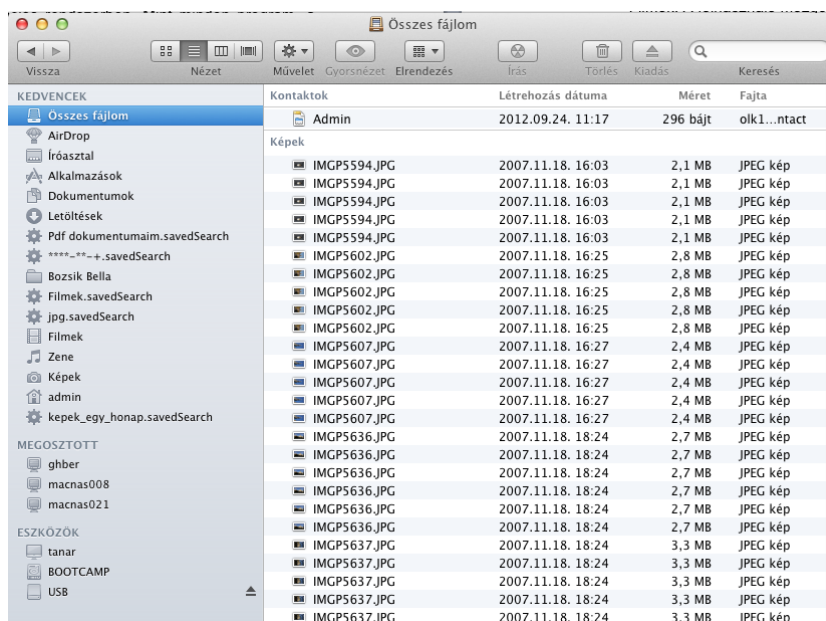 Összes fájlom
Vissza Nézet Művelet Gyorsnézet Elrendezés Írás Törlés Kiadás Keresés
KEDVENCEK
Összes fájlom
AirDrop
Íróasztal
Alkalmazások
Dokumentumok
Letöltések
Pdf dokumentumaim.savedSearch
****-**-+.savedSearch
Bozsik Bella
Filmek.savedSearch
jpg.savedSearch
Filmek
Zene
Képek
admin
kepek_egy_honap.savedSearch
MEGOSZTOTT
ghber
macnas008
macnas021
ESZKÖZÖK
tanar
BOOTCAMP
USB
Kontaktok Létrehozás dátuma Méret Fajta
Admin 2012.09.24. 11:17 296 bájt olk1...ntact
Képek
IMGP5594.JPG 2007.11.18. 16:03 2,1 MB JPEG kép
IMGP5594.JPG 2007.11.18. 16:03 2,1 MB JPEG kép
IMGP5594.JPG 2007.11.18. 16:03 2,1 MB JPEG kép
IMGP5594.JPG 2007.11.18. 16:03 2,1 MB JPEG kép
IMGP5594.JPG 2007.11.18. 16:03 2,1 MB JPEG kép
IMGP5602.JPG 2007.11.18. 16:25 2,8 MB JPEG kép
IMGP5602.JPG 2007.11.18. 16:25 2,8 MB JPEG kép
IMGP5602.JPG 2007.11.18. 16:25 2,8 MB JPEG kép
IMGP5602.JPG 2007.11.18. 16:25 2,8 MB JPEG kép
IMGP5602.JPG 2007.11.18. 16:25 2,8 MB JPEG kép
IMGP5607.JPG 2007.11.18. 16:27 2,4 MB JPEG kép
IMGP5607.JPG 2007.11.18. 16:27 2,4 MB JPEG kép
IMGP5607.JPG 2007.11.18. 16:27 2,4 MB JPEG kép
IMGP5607.JPG 2007.11.18. 16:27 2,4 MB JPEG kép
IMGP5607.JPG 2007.11.18. 16:27 2,4 MB JPEG kép
IMGP5636.JPG 2007.11.18. 18:24 2,7 MB JPEG kép
IMGP5636.JPG 2007.11.18. 18:24 2,7 MB JPEG kép
IMGP5636.JPG 2007.11.18. 18:24 2,7 MB JPEG kép
IMGP5636.JPG 2007.11.18. 18:24 2,7 MB JPEG kép
IMGP5636.JPG 2007.11.18. 18:24 2,7 MB JPEG kép
IMGP5636.JPG 2007.11.18. 18:24 2,7 MB JPEG kép
IMGP5637.JPG 2007.11.18. 18:24 3,3 MB JPEG kép
IMGP5637.JPG 2007.11.18. 18:24 3,3 MB JPEG kép
IMGP5637.JPG 2007.11.18. 18:24 3,3 MB JPEG kép
IMGP5637.JPG 2007.11.18. 18:24 3,3 MB JPEG kép
IMGP5637.JPG 2007.11.18. 18:24 3,3 MB JPEG kép